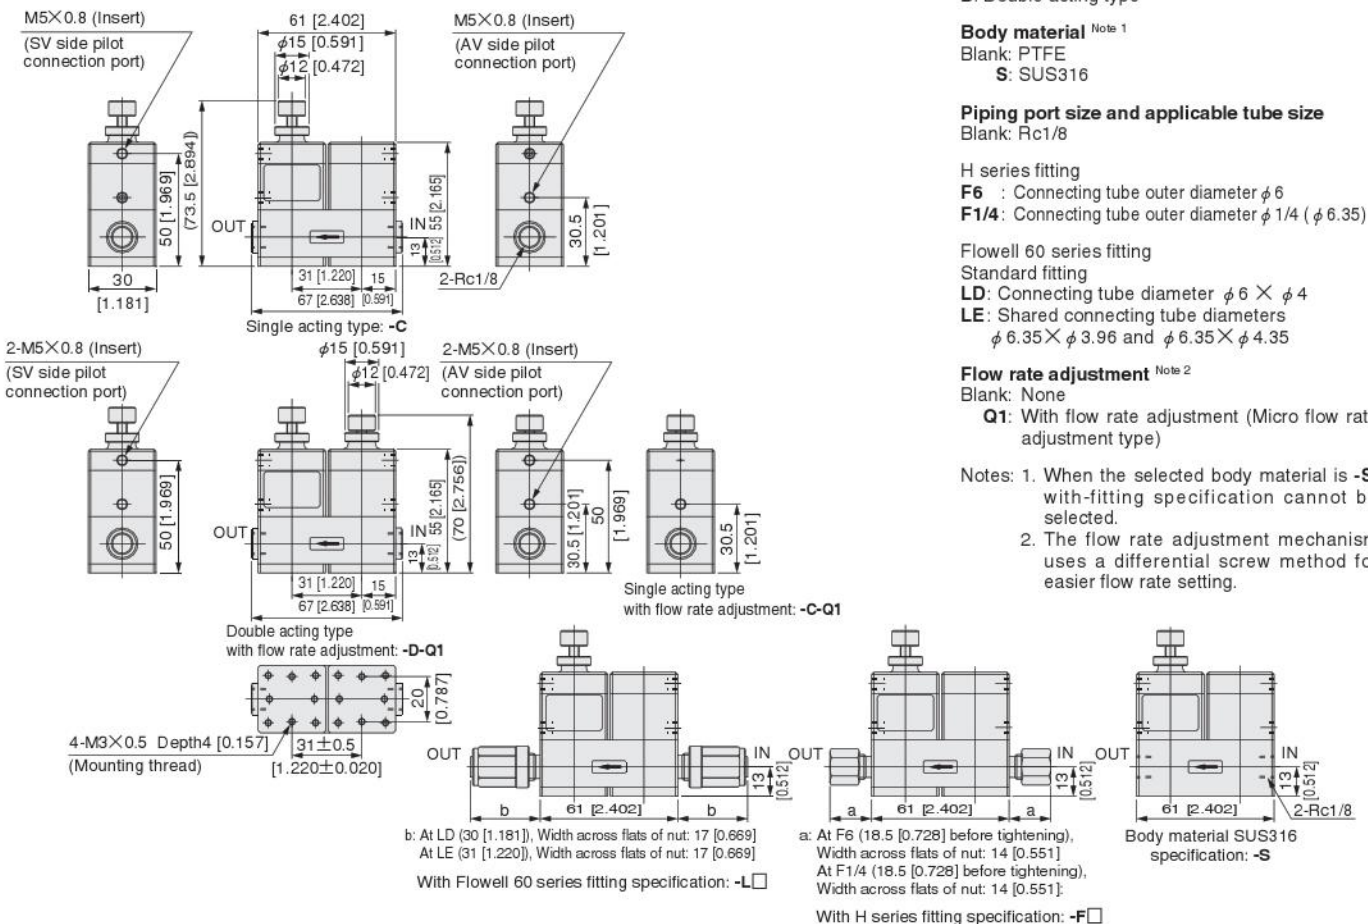 M5×0.8 (Insert)
(SV side pilot
connection port)
61 [2.402]
φ15 [0.591]
φ12 [0.472]
M5×0.8 (Insert)
(AV side pilot
connection port)
50 [1.969]
(73.5 [2.894])
OUT
IN
55 [2.165]
13
[0.512]
30.5
[1.201]
30
[1.181]
31 [1.220]
15
67 [2.638]
[0.591]
2-Rc1/8
Single acting type: -C
2-M5×0.8 (Insert)
(SV side pilot
connection port)
φ15 [0.591]
φ12 [0.472]
2-M5×0.8 (Insert)
(AV side pilot
connection port)
50 [1.969]
OUT
IN
55 [2.165]
(70 [2.756])
13
[0.512]
30.5 [1.201]
50
[1.969]
30.5
[1.201]
31 [1.220]
15
67 [2.638]
[0.591]
Single acting type
with flow rate adjustment: -C-Q1
Double acting type
with flow rate adjustment: -D-Q1
20
[0.787]
4-M3×0.5 Depth4 [0.157]
(Mounting thread)
31±0.5
[1.220±0.020]
OUT
IN
13
[0.512]
b
61 [2.402]
b
b: At LD (30 [1.181]), Width across flats of nut: 17 [0.669]
At LE (31 [1.220]), Width across flats of nut: 17 [0.669]
With Flowell 60 series fitting specification: -L□
OUT
IN
13
[0.512]
a
61 [2.402]
a
a: At F6 (18.5 [0.728] before tightening),
Width across flats of nut: 14 [0.551]
At F1/4 (18.5 [0.728] before tightening),
Width across flats of nut: 14 [0.551]:
With H series fitting specification: -F□
OUT
IN
13
[0.512]
61 [2.402]
2-Rc1/8
Body material SUS316
specification: -S
Body material Note 1
Blank: PTFE
S: SUS316
Piping port size and applicable tube size
Blank: Rc1/8
H series fitting
F6 : Connecting tube outer diameter φ6
F1/4: Connecting tube outer diameter φ1/4 (φ6.35)
Flowell 60 series fitting
Standard fitting
LD: Connecting tube diameter φ6 × φ4
LE: Shared connecting tube diameters
φ6.35×φ3.96 and φ6.35×φ4.35
Flow rate adjustment Note 2
Blank: None
Q1: With flow rate adjustment (Micro flow rat
adjustment type)
Notes: 1. When the selected body material is -S
with-fitting specification cannot b
selected.
2. The flow rate adjustment mechanis
uses a differential screw method fo
easier flow rate setting.